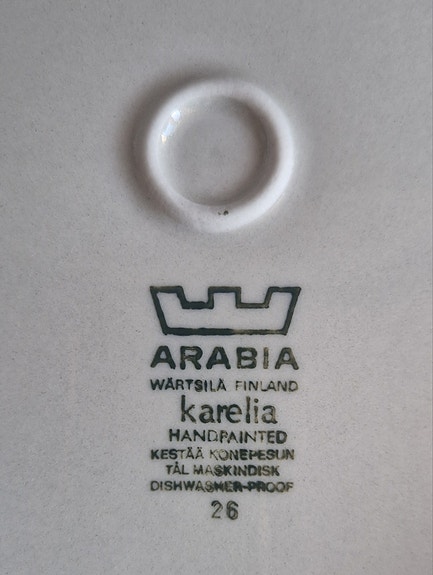 ARABIA
WÄRTSILÄ FINLAND
karelia
HANDPAINTED
KESTÄÄ KONEPESUN
TÅL MASKINDISK
DISHWASHER-PROOF
26